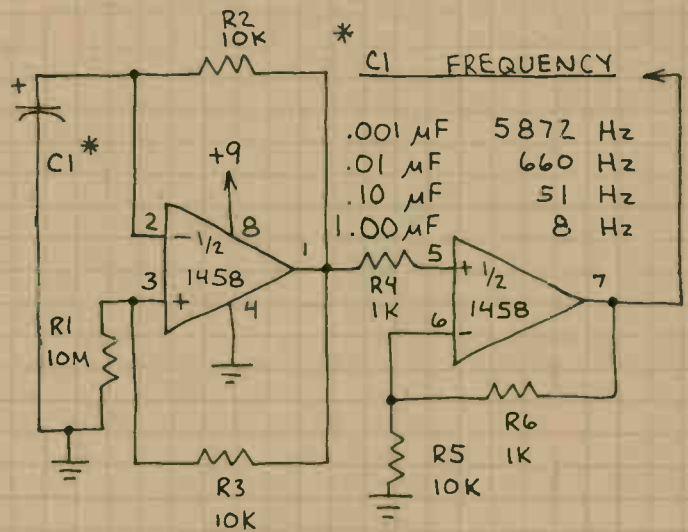 R2
10K
*
C1 FREQUENCY
.001 µF 5872 Hz
.01 µF 660 Hz
.10 µF 51 Hz
1.00 µF 8 Hz
+
C1 *
+9
2
-
8
1/2
1458
1
3
+
4
R1
10M
R3
10K
R4
1K
5
+
1/2
1458
7
6
-
R6
1K
R5
10K